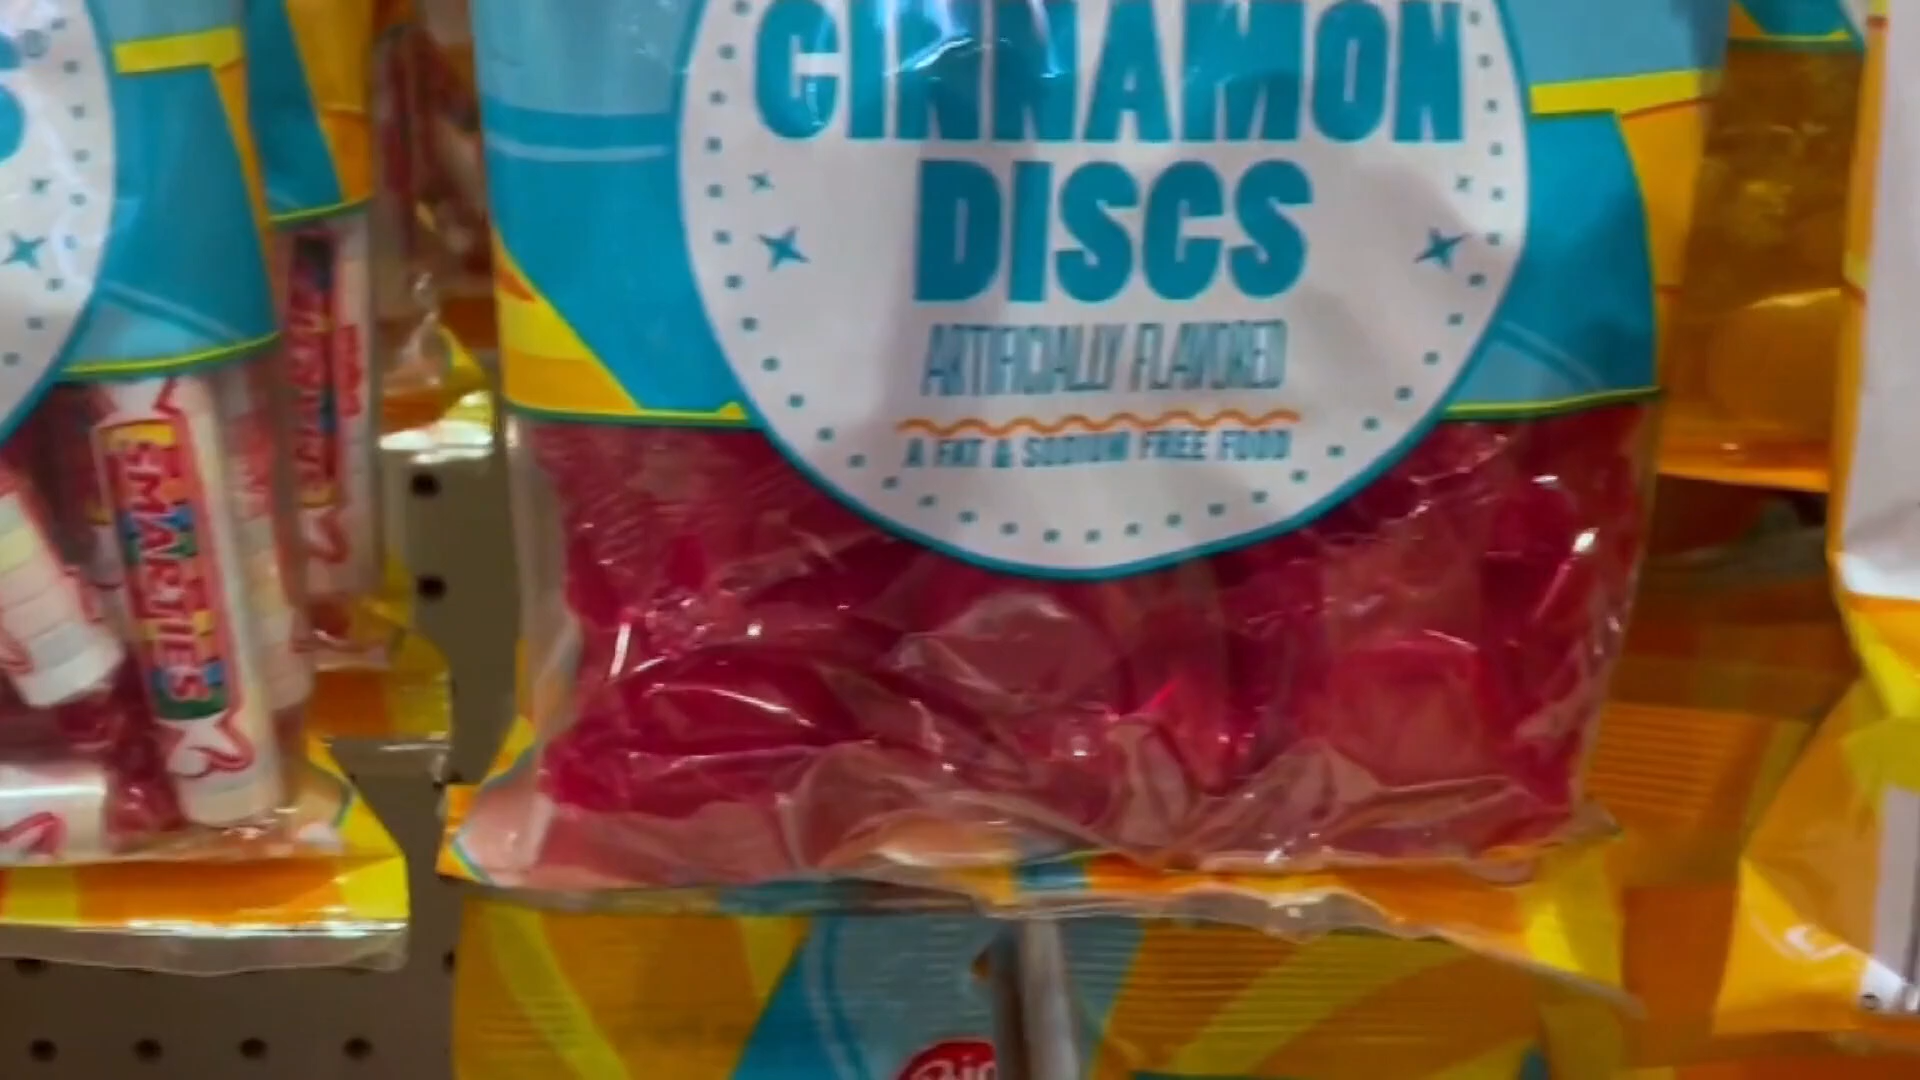 CINNAMON
DISCS
ARTIFICIALLY FLAVORED
A FAT & SODIUM FREE FOOD
SMARTIES